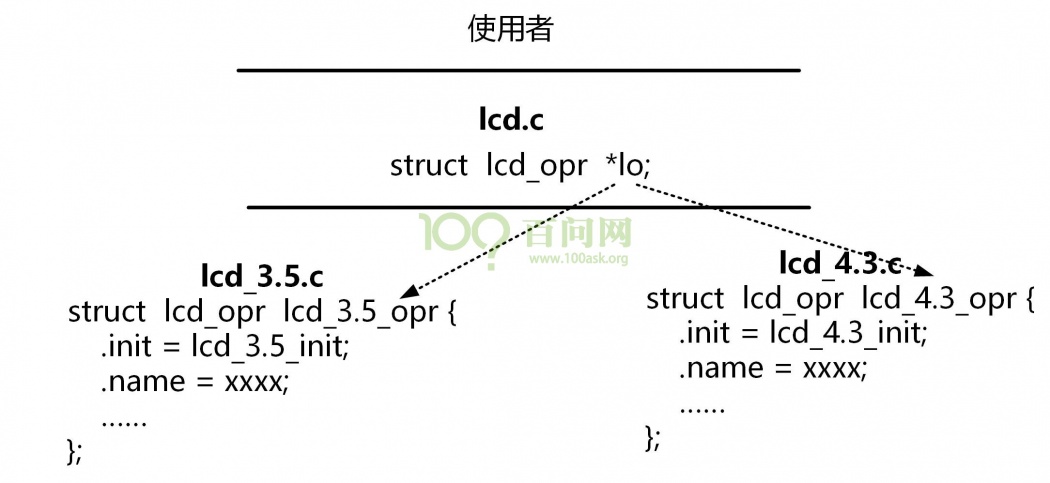 使用者
lcd.c
struct lcd_opr *lo;
100? 百问网
www.100ask.org
lcd_3.5.c
struct lcd_opr lcd_3.5_opr {
.init = lcd_3.5_init;
.name = xxxx;
......
};
lcd_4.3.c
struct lcd_opr lcd_4.3_opr {
.init = lcd_4.3_init;
.name = xxxx;
......
};